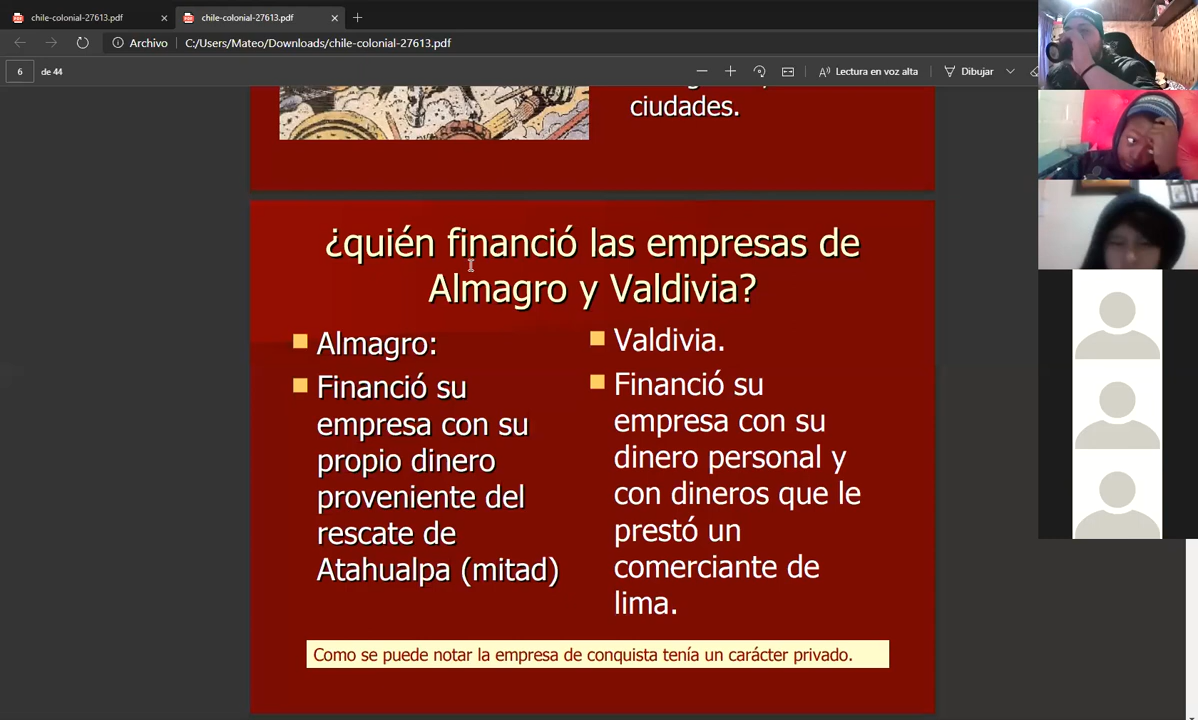 chile-colonial-27613.pdf
chile-colonial-27613.pdf
Archivo
C:/Users/Mateo/Downloads/chile-colonial-27613.pdf
6 de 44
Lectura en voz alta
Dibujar
ciudades.
¿quién financió las empresas de
Almagro y Valdivia?
Almagro:
Financió su
empresa con su
propio dinero
proveniente del
rescate de
Atahualpa (mitad)
Valdivia.
Financió su
empresa con su
dinero personal y
con dineros que le
prestó un
comerciante de
lima.
Como se puede notar la empresa de conquista tenía un carácter privado.